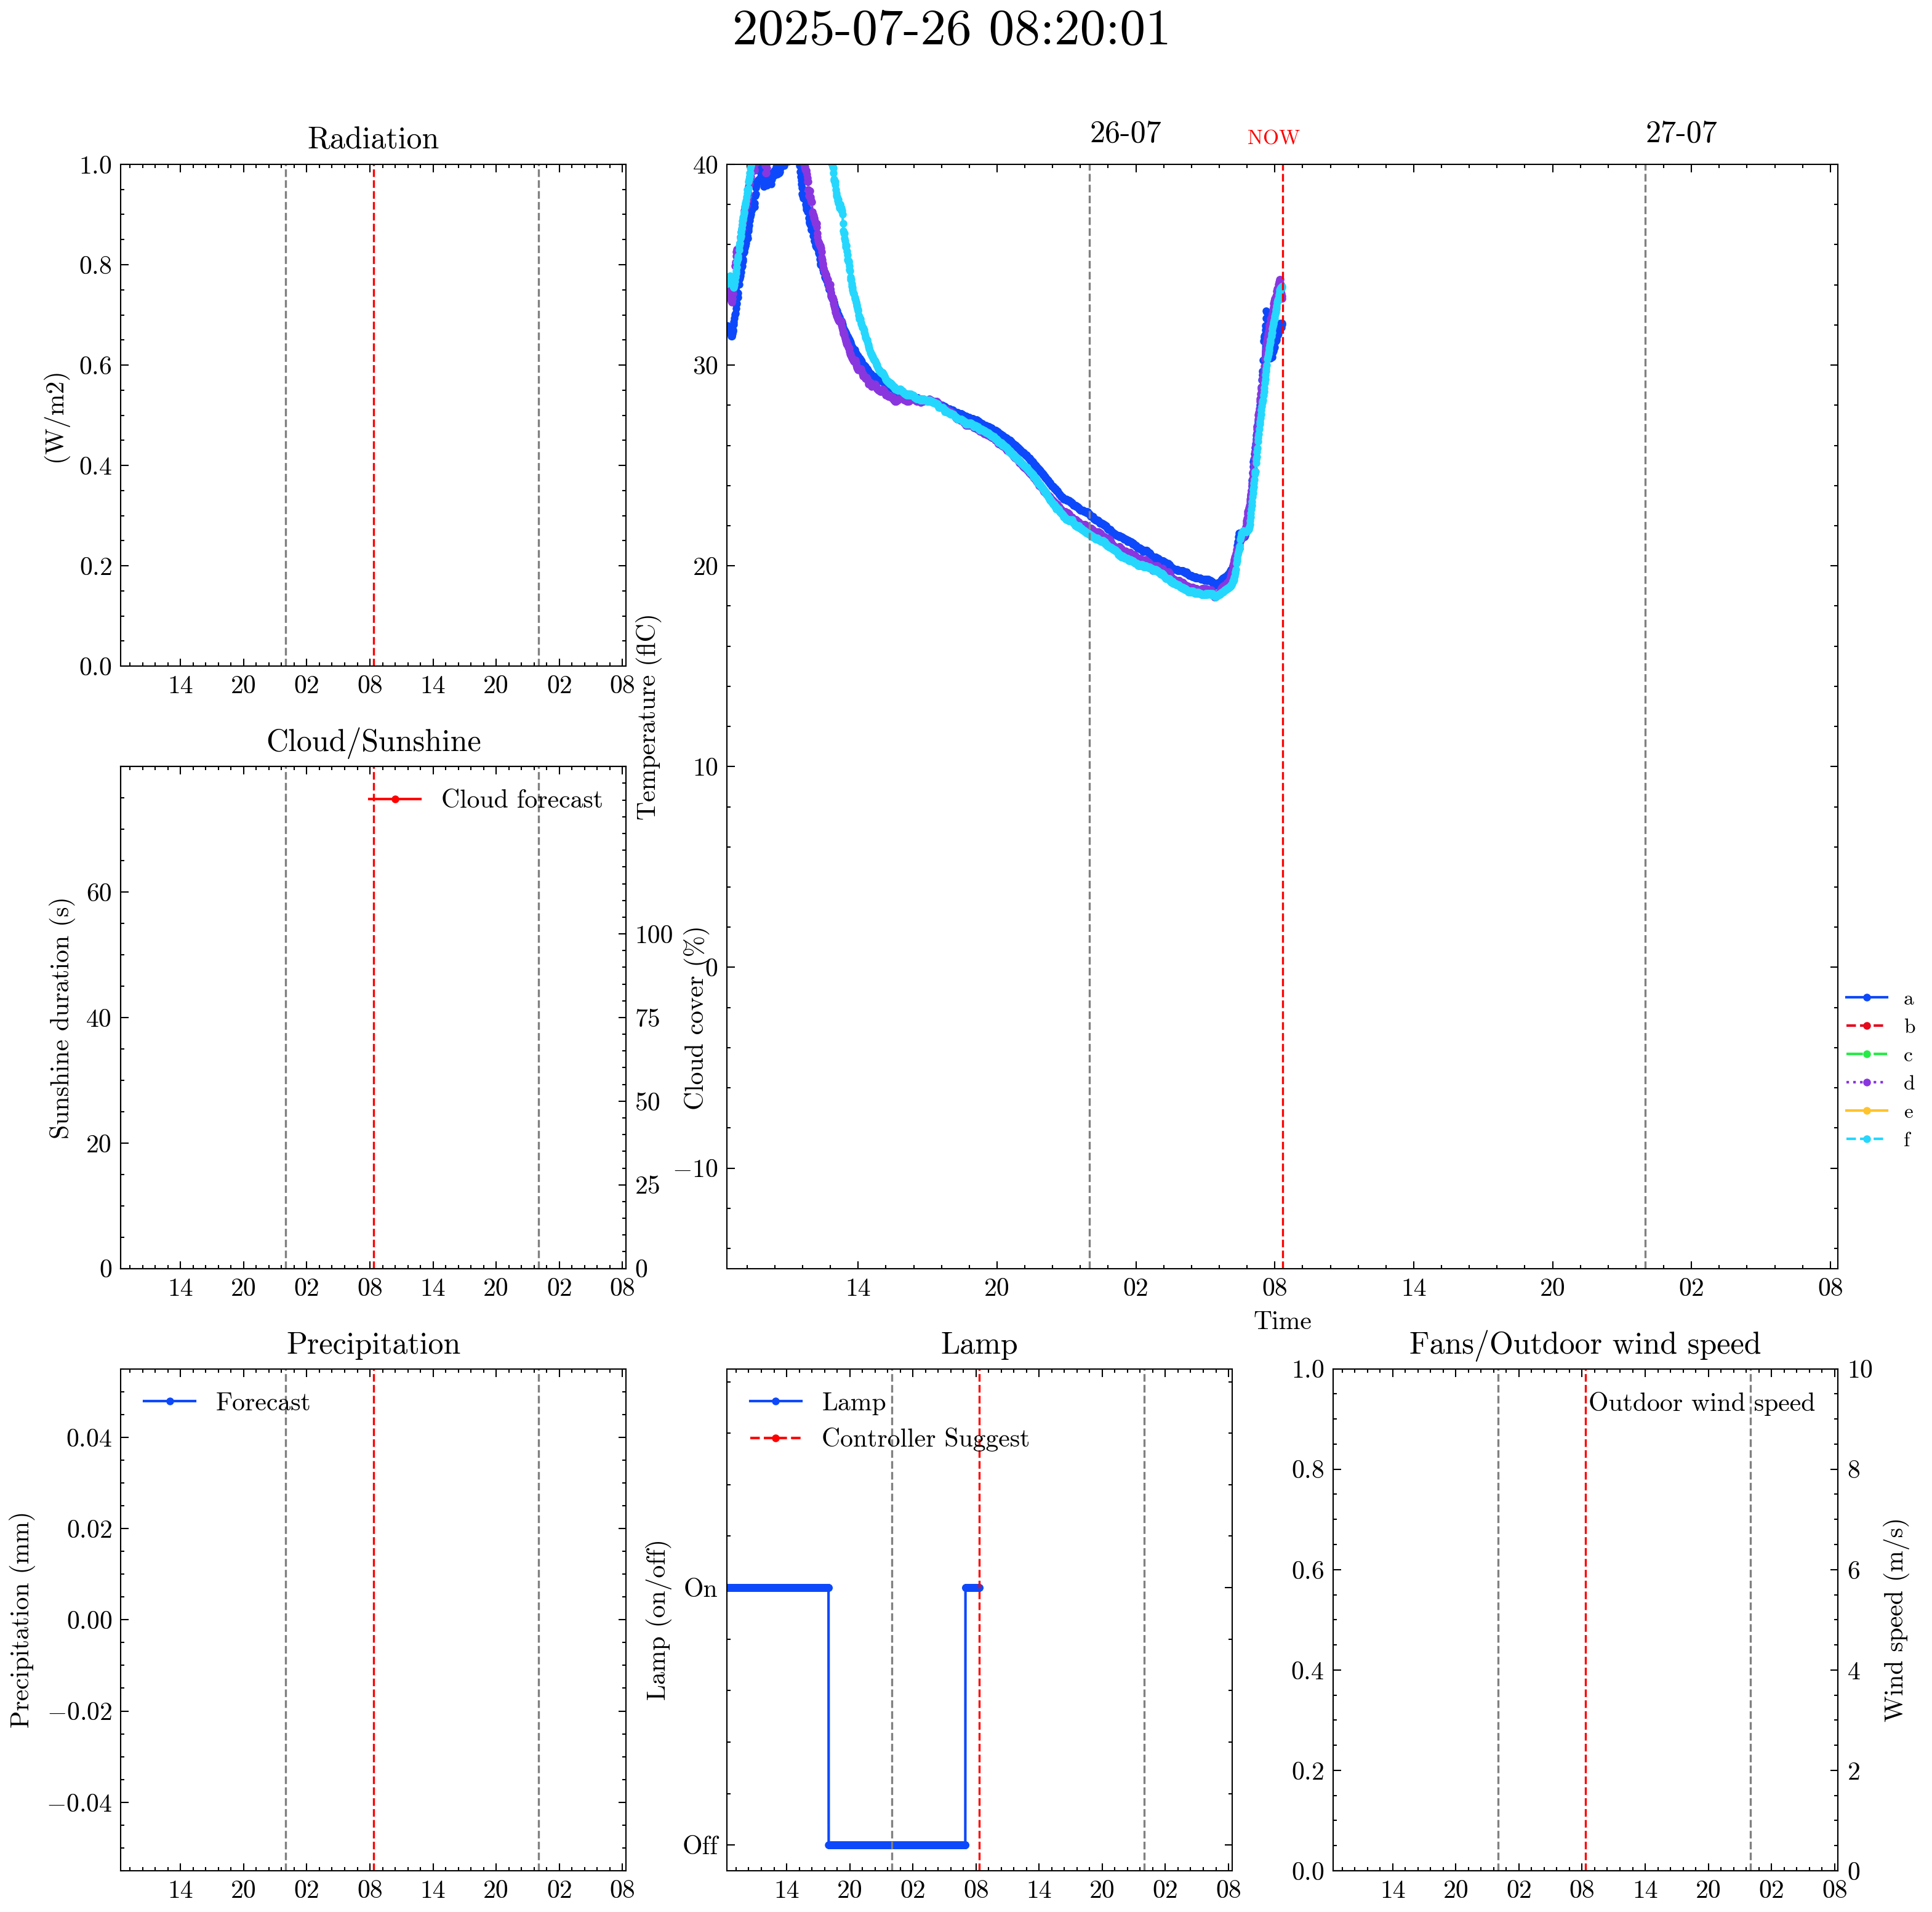 2025-07-26 08:20:01
Radiation
1.0
0.8
0.6
0.4
0.2
0.0
(W/m2)
14 20 02 08 14 20 02 08
26-07 NOW 27-07
40
30
20
10
0
−10
Temperature (flC)
14 20 02 08 14 20 02 08
Time
a
b
c
d
e
f
Cloud/Sunshine
Cloud forecast
60
40
20
0
Sunshine duration (s)
100
75
50
25
0
Cloud cover (%)
14 20 02 08 14 20 02 08
Precipitation
Forecast
0.04
0.02
0.00
−0.02
−0.04
Precipitation (mm)
14 20 02 08 14 20 02 08
Lamp
Lamp
Controller Suggest
On
Off
Lamp (on/off)
14 20 02 08 14 20 02 08
Fans/Outdoor wind speed
Outdoor wind speed
1.0
0.8
0.6
0.4
0.2
0.0
10
8
6
4
2
0
Wind speed (m/s)
14 20 02 08 14 20 02 08